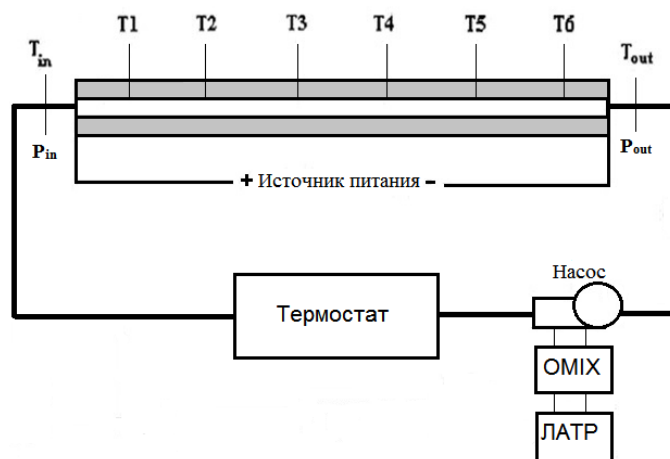 T1 T2 T3 T4 T5 T6
Tin Tout
Pin Pout
+ Источник питания –
Насос
Термостат
OMIX
ЛАТР